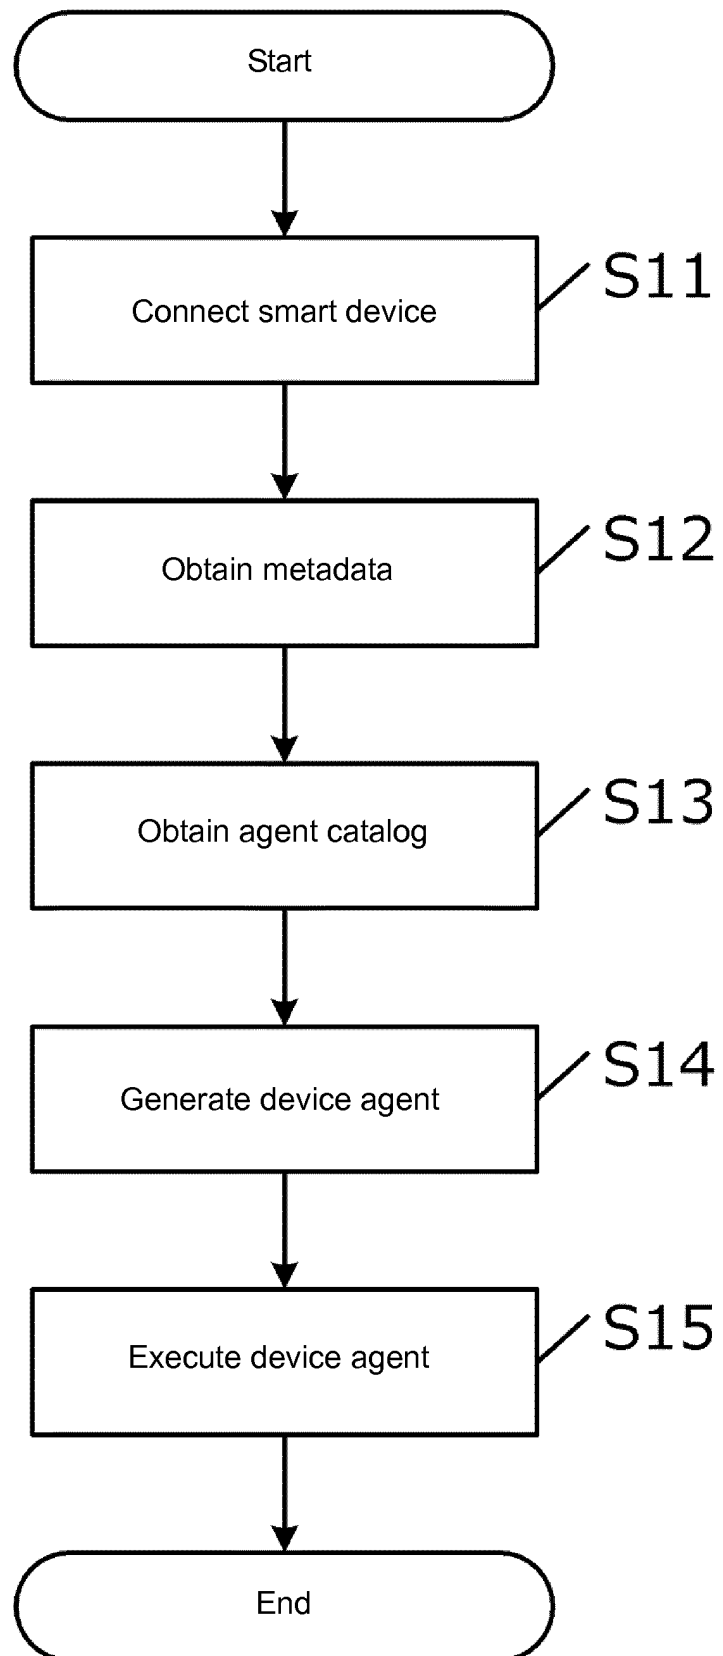 Start
Connect smart device
S11
Obtain metadata
S12
Obtain agent catalog
S13
Generate device agent
S14
Execute device agent
S15
End